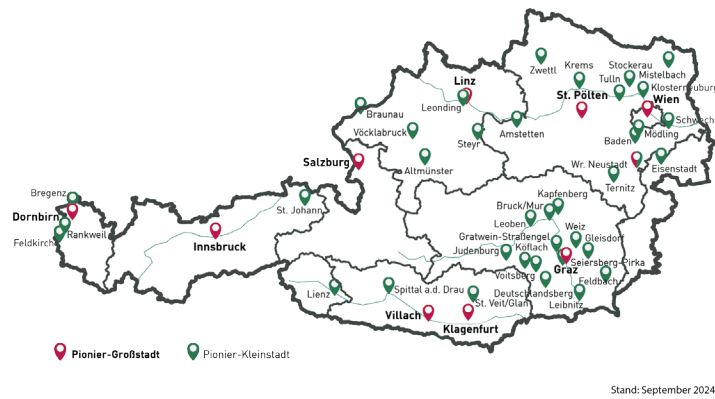 Zwettl
Krems
Stockerau
Mistelbach
Tulln
Klosterneuburg
Linz
St. Pölten
Wien
Leonding
Braunau
Schwech
Vöcklabruck
Steyr
Amstetten
Baden
Mödling
Salzburg
Altmünster
Wr. Neustadt
Eisenstadt
Ternitz
Bregenz
St. Johann
Kapfenberg
Bruck/Mur
Dornbirn
Leoben
Weiz
Rankweil
Gratwein-Straßengel
Gleisdorf
Feldkirch
Innsbruck
Judenburg
Köflach
Seiersberg-Pirka
Graz
Voitsberg
Feldbach
Lienz
Spittal a.d. Drau
Deutschlandsberg
St. Veit/Glan
Leibnitz
Villach
Klagenfurt
Pionier-Großstadt
Pionier-Kleinstadt
Stand: September 2024